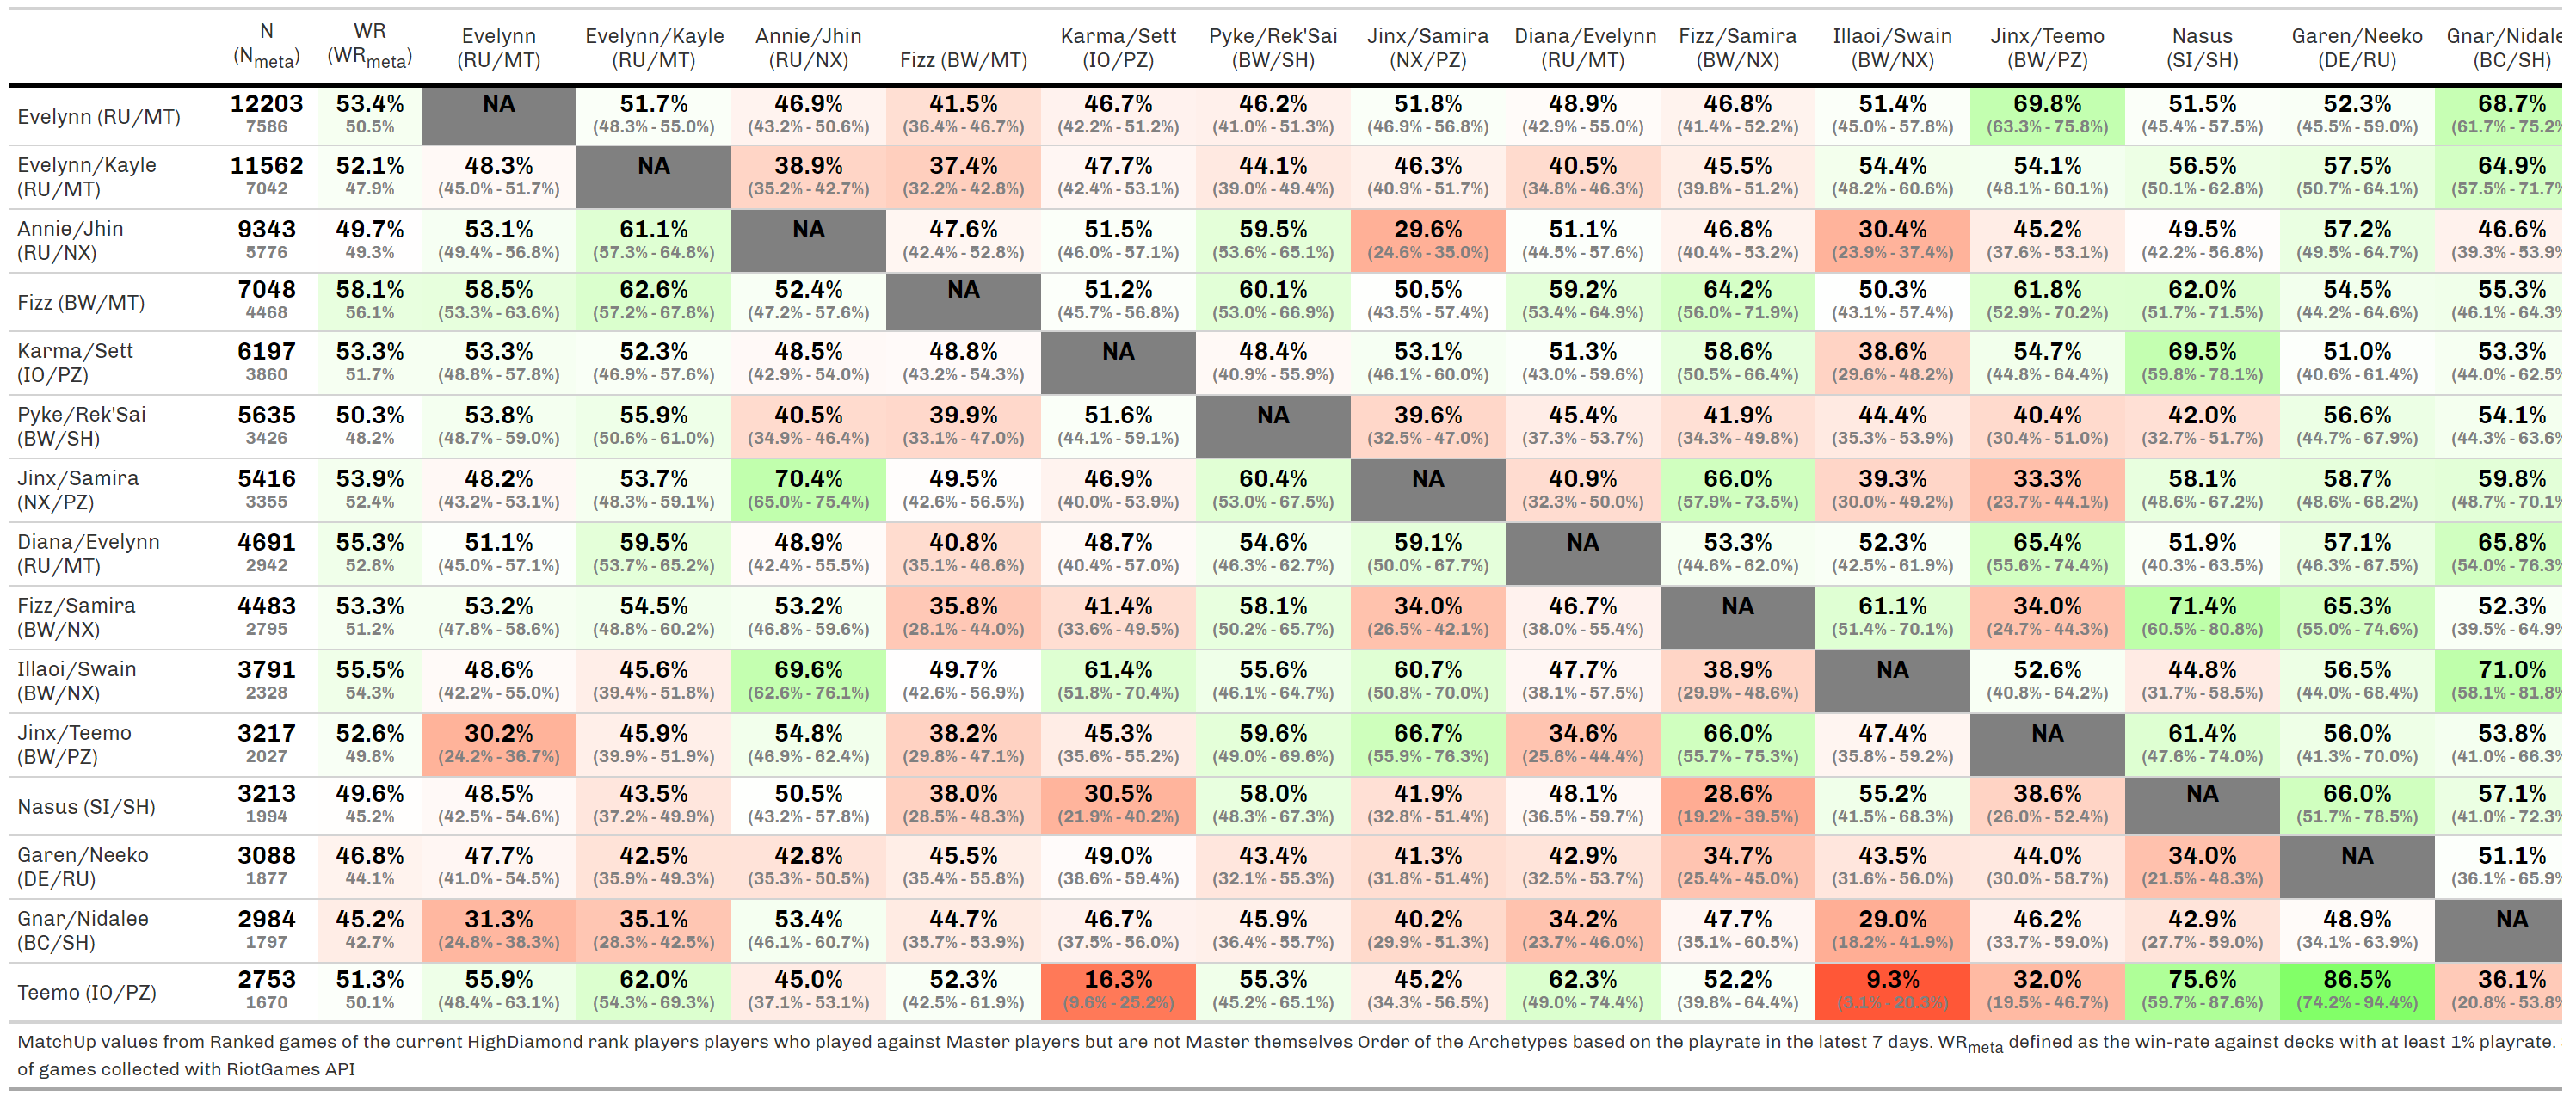 N WR Evelynn Evelynn/Kayle Annie/Jhin Karma/Sett Pyke/Rek'Sai Jinx/Samira Diana/Evelynn Fizz/Samira Illaoi/Swain Jinx/Teemo Nasus Garen/Neeko Gnar/Nidale
(Nmeta) (WRmeta) (RU/MT) (RU/MT) (RU/NX) Fizz (BW/MT) (IO/PZ) (BW/SH) (NX/PZ) (RU/MT) (BW/NX) (BW/NX) (BW/PZ) (SI/SH) (DE/RU) (BC/SH)
Evelynn (RU/MT) 12203 53.4% NA 51.7% 46.9% 41.5% 46.7% 46.2% 51.8% 48.9% 46.8% 51.4% 69.8% 51.5% 52.3% 68.7%
7586 50.5% (48.3% - 55.0%) (43.2% - 50.6%) (36.4% - 46.7%) (42.2% - 51.2%) (41.0% - 51.3%) (46.9% - 56.8%) (42.9% - 55.0%) (41.4% - 52.2%) (45.0% - 57.8%) (63.3% - 75.8%) (45.4% - 57.5%) (45.5% - 59.0%) (61.7% - 75.2%
Evelynn/Kayle 11562 52.1% 48.3% NA 38.9% 37.4% 47.7% 44.1% 46.3% 40.5% 45.5% 54.4% 54.1% 56.5% 57.5% 64.9%
(RU/MT) 7042 47.9% (45.0% - 51.7%) (35.2% - 42.7%) (32.2% - 42.8%) (42.4% - 53.1%) (39.0% - 49.4%) (40.9% - 51.7%) (34.8% - 46.3%) (39.8% - 51.2%) (48.2% - 60.6%) (48.1% - 60.1%) (50.1% - 62.8%) (50.7% - 64.1%) (57.5% - 71.7%
Annie/Jhin 9343 49.7% 53.1% 61.1% NA 47.6% 51.5% 59.5% 29.6% 51.1% 46.8% 30.4% 45.2% 49.5% 57.2% 46.6%
(RU/NX) 5776 49.3% (49.4% - 56.8%) (57.3% - 64.8%) (42.4% - 52.8%) (46.0% - 57.1%) (53.6% - 65.1%) (24.6% - 35.0%) (44.5% - 57.6%) (40.4% - 53.2%) (23.9% - 37.4%) (37.6% - 53.1%) (42.2% - 56.8%) (49.5% - 64.7%) (39.3% - 53.9%
Fizz (BW/MT) 7048 58.1% 58.5% 62.6% 52.4% NA 51.2% 60.1% 50.5% 59.2% 64.2% 50.3% 61.8% 62.0% 54.5% 55.3%
4468 56.1% (53.3% - 63.6%) (57.2% - 67.8%) (47.2% - 57.6%) (45.7% - 56.8%) (53.0% - 66.9%) (43.5% - 57.4%) (53.4% - 64.9%) (56.0% - 71.9%) (43.1% - 57.4%) (52.9% - 70.2%) (51.7% - 71.5%) (44.2% - 64.6%) (46.1% - 64.3%
Karma/Sett 6197 53.3% 53.3% 52.3% 48.5% 48.8% NA 48.4% 53.1% 51.3% 58.6% 38.6% 54.7% 69.5% 51.0% 53.3%
(IO/PZ) 3860 51.7% (48.8% - 57.8%) (46.9% - 57.6%) (42.9% - 54.0%) (43.2% - 54.3%) (40.9% - 55.9%) (46.1% - 60.0%) (43.0% - 59.6%) (50.5% - 66.4%) (29.6% - 48.2%) (44.8% - 64.4%) (59.8% - 78.1%) (40.6% - 61.4%) (44.0% - 62.5%
Pyke/Rek'Sai 5635 50.3% 53.8% 55.9% 40.5% 39.9% 51.6% NA 39.6% 45.4% 41.9% 44.4% 40.4% 42.0% 56.6% 54.1%
(BW/SH) 3426 48.2% (48.7% - 59.0%) (50.6% - 61.0%) (34.9% - 46.4%) (33.1% - 47.0%) (44.1% - 59.1%) (32.5% - 47.0%) (37.3% - 53.7%) (34.3% - 49.8%) (35.3% - 53.9%) (30.4% - 51.0%) (32.7% - 51.7%) (44.7% - 67.9%) (44.3% - 63.6%
Jinx/Samira 5416 53.9% 48.2% 53.7% 70.4% 49.5% 46.9% 60.4% NA 40.9% 66.0% 39.3% 33.3% 58.1% 58.7% 59.8%
(NX/PZ) 3355 52.4% (43.2% - 53.1%) (48.3% - 59.1%) (65.0% - 75.4%) (42.6% - 56.5%) (40.0% - 53.9%) (53.0% - 67.5%) (32.3% - 50.0%) (57.9% - 73.5%) (30.0% - 49.2%) (23.7% - 44.1%) (48.6% - 67.2%) (48.6% - 68.2%) (48.7% - 70.1%
Diana/Evelynn 4691 55.3% 51.1% 59.5% 48.9% 40.8% 48.7% 54.6% 59.1% NA 53.3% 52.3% 65.4% 51.9% 57.1% 65.8%
(RU/MT) 2942 52.8% (45.0% - 57.1%) (53.7% - 65.2%) (42.4% - 55.5%) (35.1% - 46.6%) (40.4% - 57.0%) (46.3% - 62.7%) (50.0% - 67.7%) (44.6% - 62.0%) (42.5% - 61.9%) (55.6% - 74.4%) (40.3% - 63.5%) (46.3% - 67.5%) (54.0% - 76.3%
Fizz/Samira 4483 53.3% 53.2% 54.5% 53.2% 35.8% 41.4% 58.1% 34.0% 46.7% NA 61.1% 34.0% 71.4% 65.3% 52.3%
(BW/NX) 2795 51.2% (47.8% - 58.6%) (48.8% - 60.2%) (46.8% - 59.6%) (28.1% - 44.0%) (33.6% - 49.5%) (50.2% - 65.7%) (26.5% - 42.1%) (38.0% - 55.4%) (51.4% - 70.1%) (24.7% - 44.3%) (60.5% - 80.8%) (55.0% - 74.6%) (39.5% - 64.9%
Illaoi/Swain 3791 55.5% 48.6% 45.6% 69.6% 49.7% 61.4% 55.6% 60.7% 47.7% 38.9% NA 52.6% 44.8% 56.5% 71.0%
(BW/NX) 2328 54.3% (42.2% - 55.0%) (39.4% - 51.8%) (62.6% - 76.1%) (42.6% - 56.9%) (51.8% - 70.4%) (46.1% - 64.7%) (50.8% - 70.0%) (38.1% - 57.5%) (29.9% - 48.6%) (40.8% - 64.2%) (31.7% - 58.5%) (44.0% - 68.4%) (58.1% - 81.8%
Jinx/Teemo 3217 52.6% 30.2% 45.9% 54.8% 38.2% 45.3% 59.6% 66.7% 34.6% 66.0% 47.4% NA 61.4% 56.0% 53.8%
(BW/PZ) 2027 49.8% (24.2% - 36.7%) (39.9% - 51.9%) (46.9% - 62.4%) (29.8% - 47.1%) (35.6% - 55.2%) (49.0% - 69.6%) (55.9% - 76.3%) (25.6% - 44.4%) (55.7% - 75.3%) (35.8% - 59.2%) (47.6% - 74.0%) (41.3% - 70.0%) (41.0% - 66.3%
Nasus (SI/SH) 3213 49.6% 48.5% 43.5% 50.5% 38.0% 30.5% 58.0% 41.9% 48.1% 28.6% 55.2% 38.6% NA 66.0% 57.1%
1994 45.2% (42.5% - 54.6%) (37.2% - 49.9%) (43.2% - 57.8%) (28.5% - 48.3%) (21.9% - 40.2%) (48.3% - 67.3%) (32.8% - 51.4%) (36.5% - 59.7%) (19.2% - 39.5%) (41.5% - 68.3%) (26.0% - 52.4%) (51.7% - 78.5%) (41.0% - 72.3%
Garen/Neeko 3088 46.8% 47.7% 42.5% 42.8% 45.5% 49.0% 43.4% 41.3% 42.9% 34.7% 43.5% 44.0% 34.0% NA 51.1%
(DE/RU) 1877 44.1% (41.0% - 54.5%) (35.9% - 49.3%) (35.3% - 50.5%) (35.4% - 55.8%) (38.6% - 59.4%) (32.1% - 55.3%) (31.8% - 51.4%) (32.5% - 53.7%) (25.4% - 45.0%) (31.6% - 56.0%) (30.0% - 58.7%) (21.5% - 48.3%) (36.1% - 65.9%
Gnar/Nidalee 2984 45.2% 31.3% 35.1% 53.4% 44.7% 46.7% 45.9% 40.2% 34.2% 47.7% 29.0% 46.2% 42.9% 48.9% NA
(BC/SH) 1797 42.7% (24.8% - 38.3%) (28.3% - 42.5%) (46.1% - 60.7%) (35.7% - 53.9%) (37.5% - 56.0%) (36.4% - 55.7%) (29.9% - 51.3%) (23.7% - 46.0%) (35.1% - 60.5%) (18.2% - 41.9%) (33.7% - 59.0%) (27.7% - 59.0%) (34.1% - 63.9%)
Teemo (IO/PZ) 2753 51.3% 55.9% 62.0% 45.0% 52.3% 16.3% 55.3% 45.2% 62.3% 52.2% 9.3% 32.0% 75.6% 86.5% 36.1%
1670 50.1% (48.4% - 63.1%) (54.3% - 69.3%) (37.1% - 53.1%) (42.5% - 61.9%) (9.6% - 25.2%) (45.2% - 65.1%) (34.3% - 56.5%) (49.0% - 74.4%) (39.8% - 64.4%) (3.1% - 20.3%) (19.5% - 46.7%) (59.7% - 87.6%) (74.2% - 94.4%) (20.8% - 53.8%
MatchUp values from Ranked games of the current HighDiamond rank players players who played against Master players but are not Master themselves Order of the Archetypes based on the playrate in the latest 7 days. WRmeta defined as the win-rate against decks with at least 1% playrate.
of games collected with RiotGames API